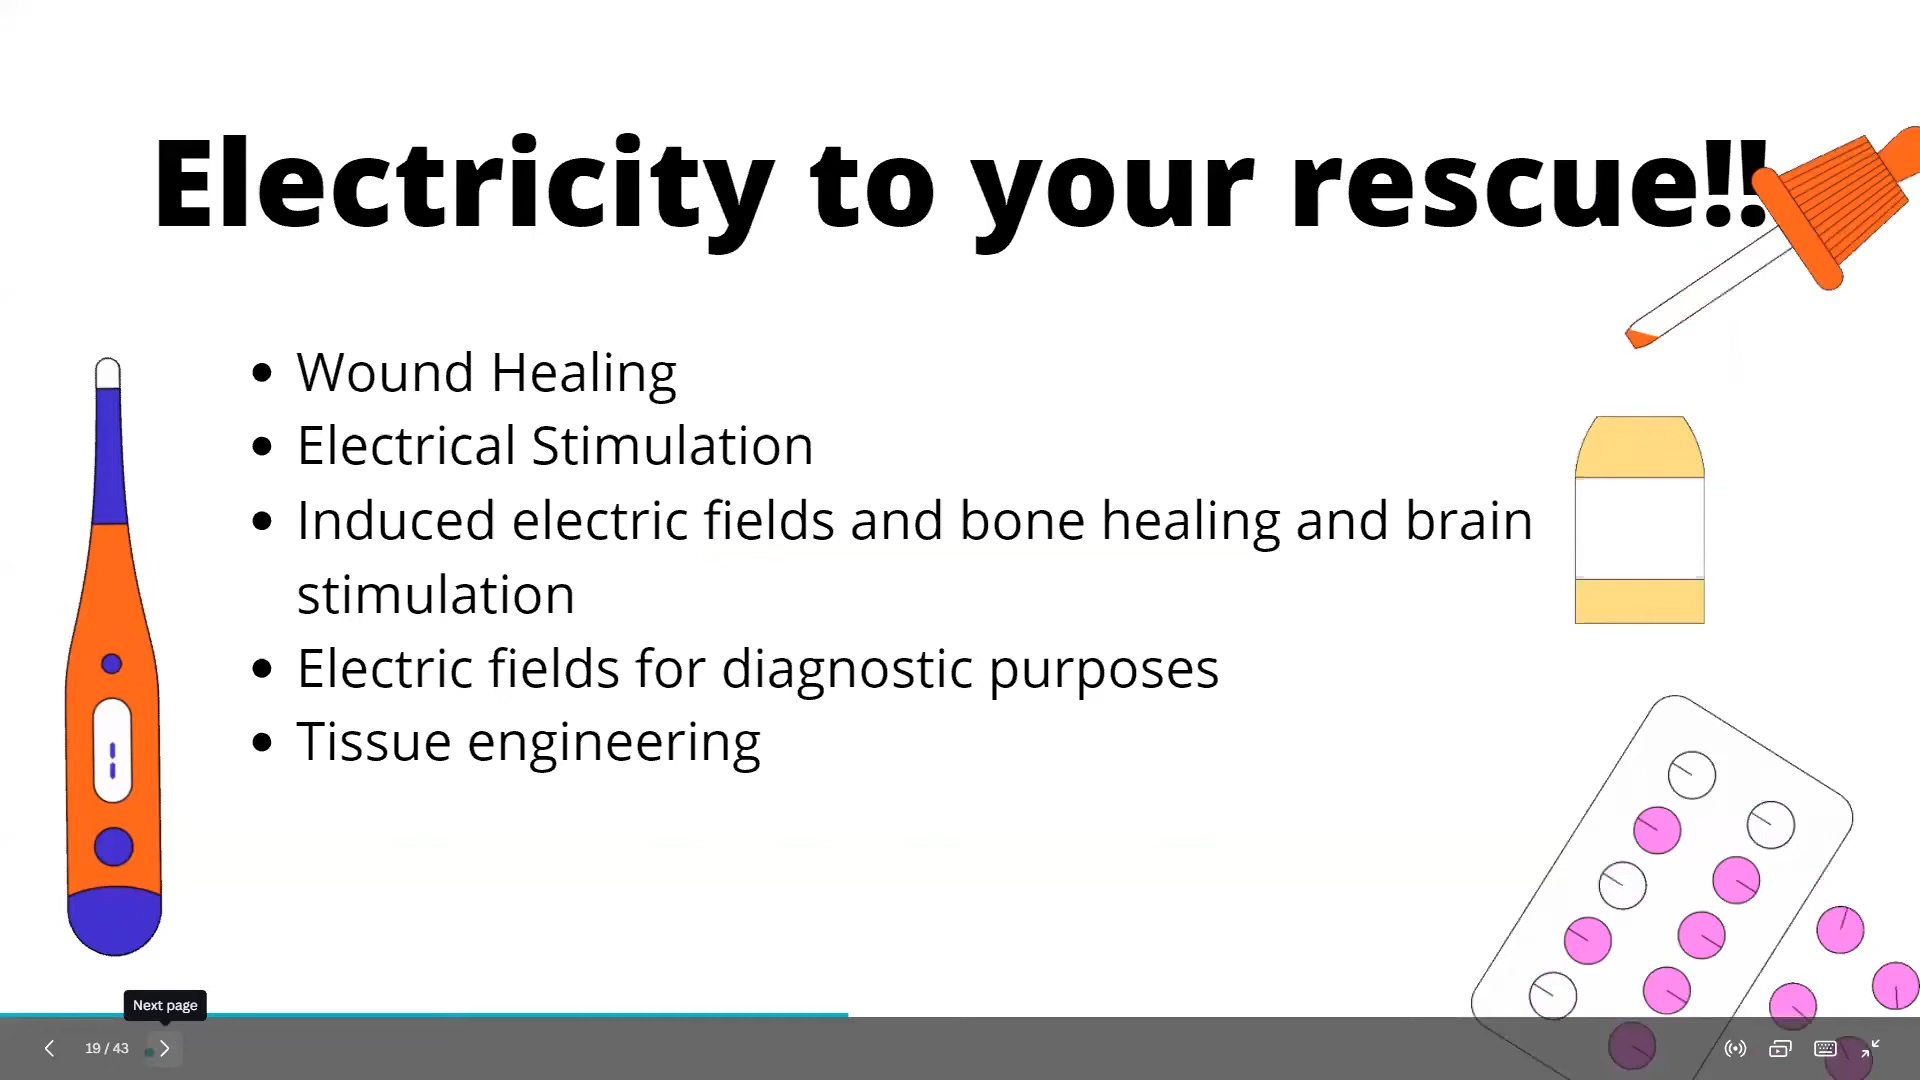 Electricity to your rescue!!
• Wound Healing
• Electrical Stimulation
• Induced electric fields and bone healing and brain
stimulation
• Electric fields for diagnostic purposes
• Tissue engineering
Next page
19 / 43